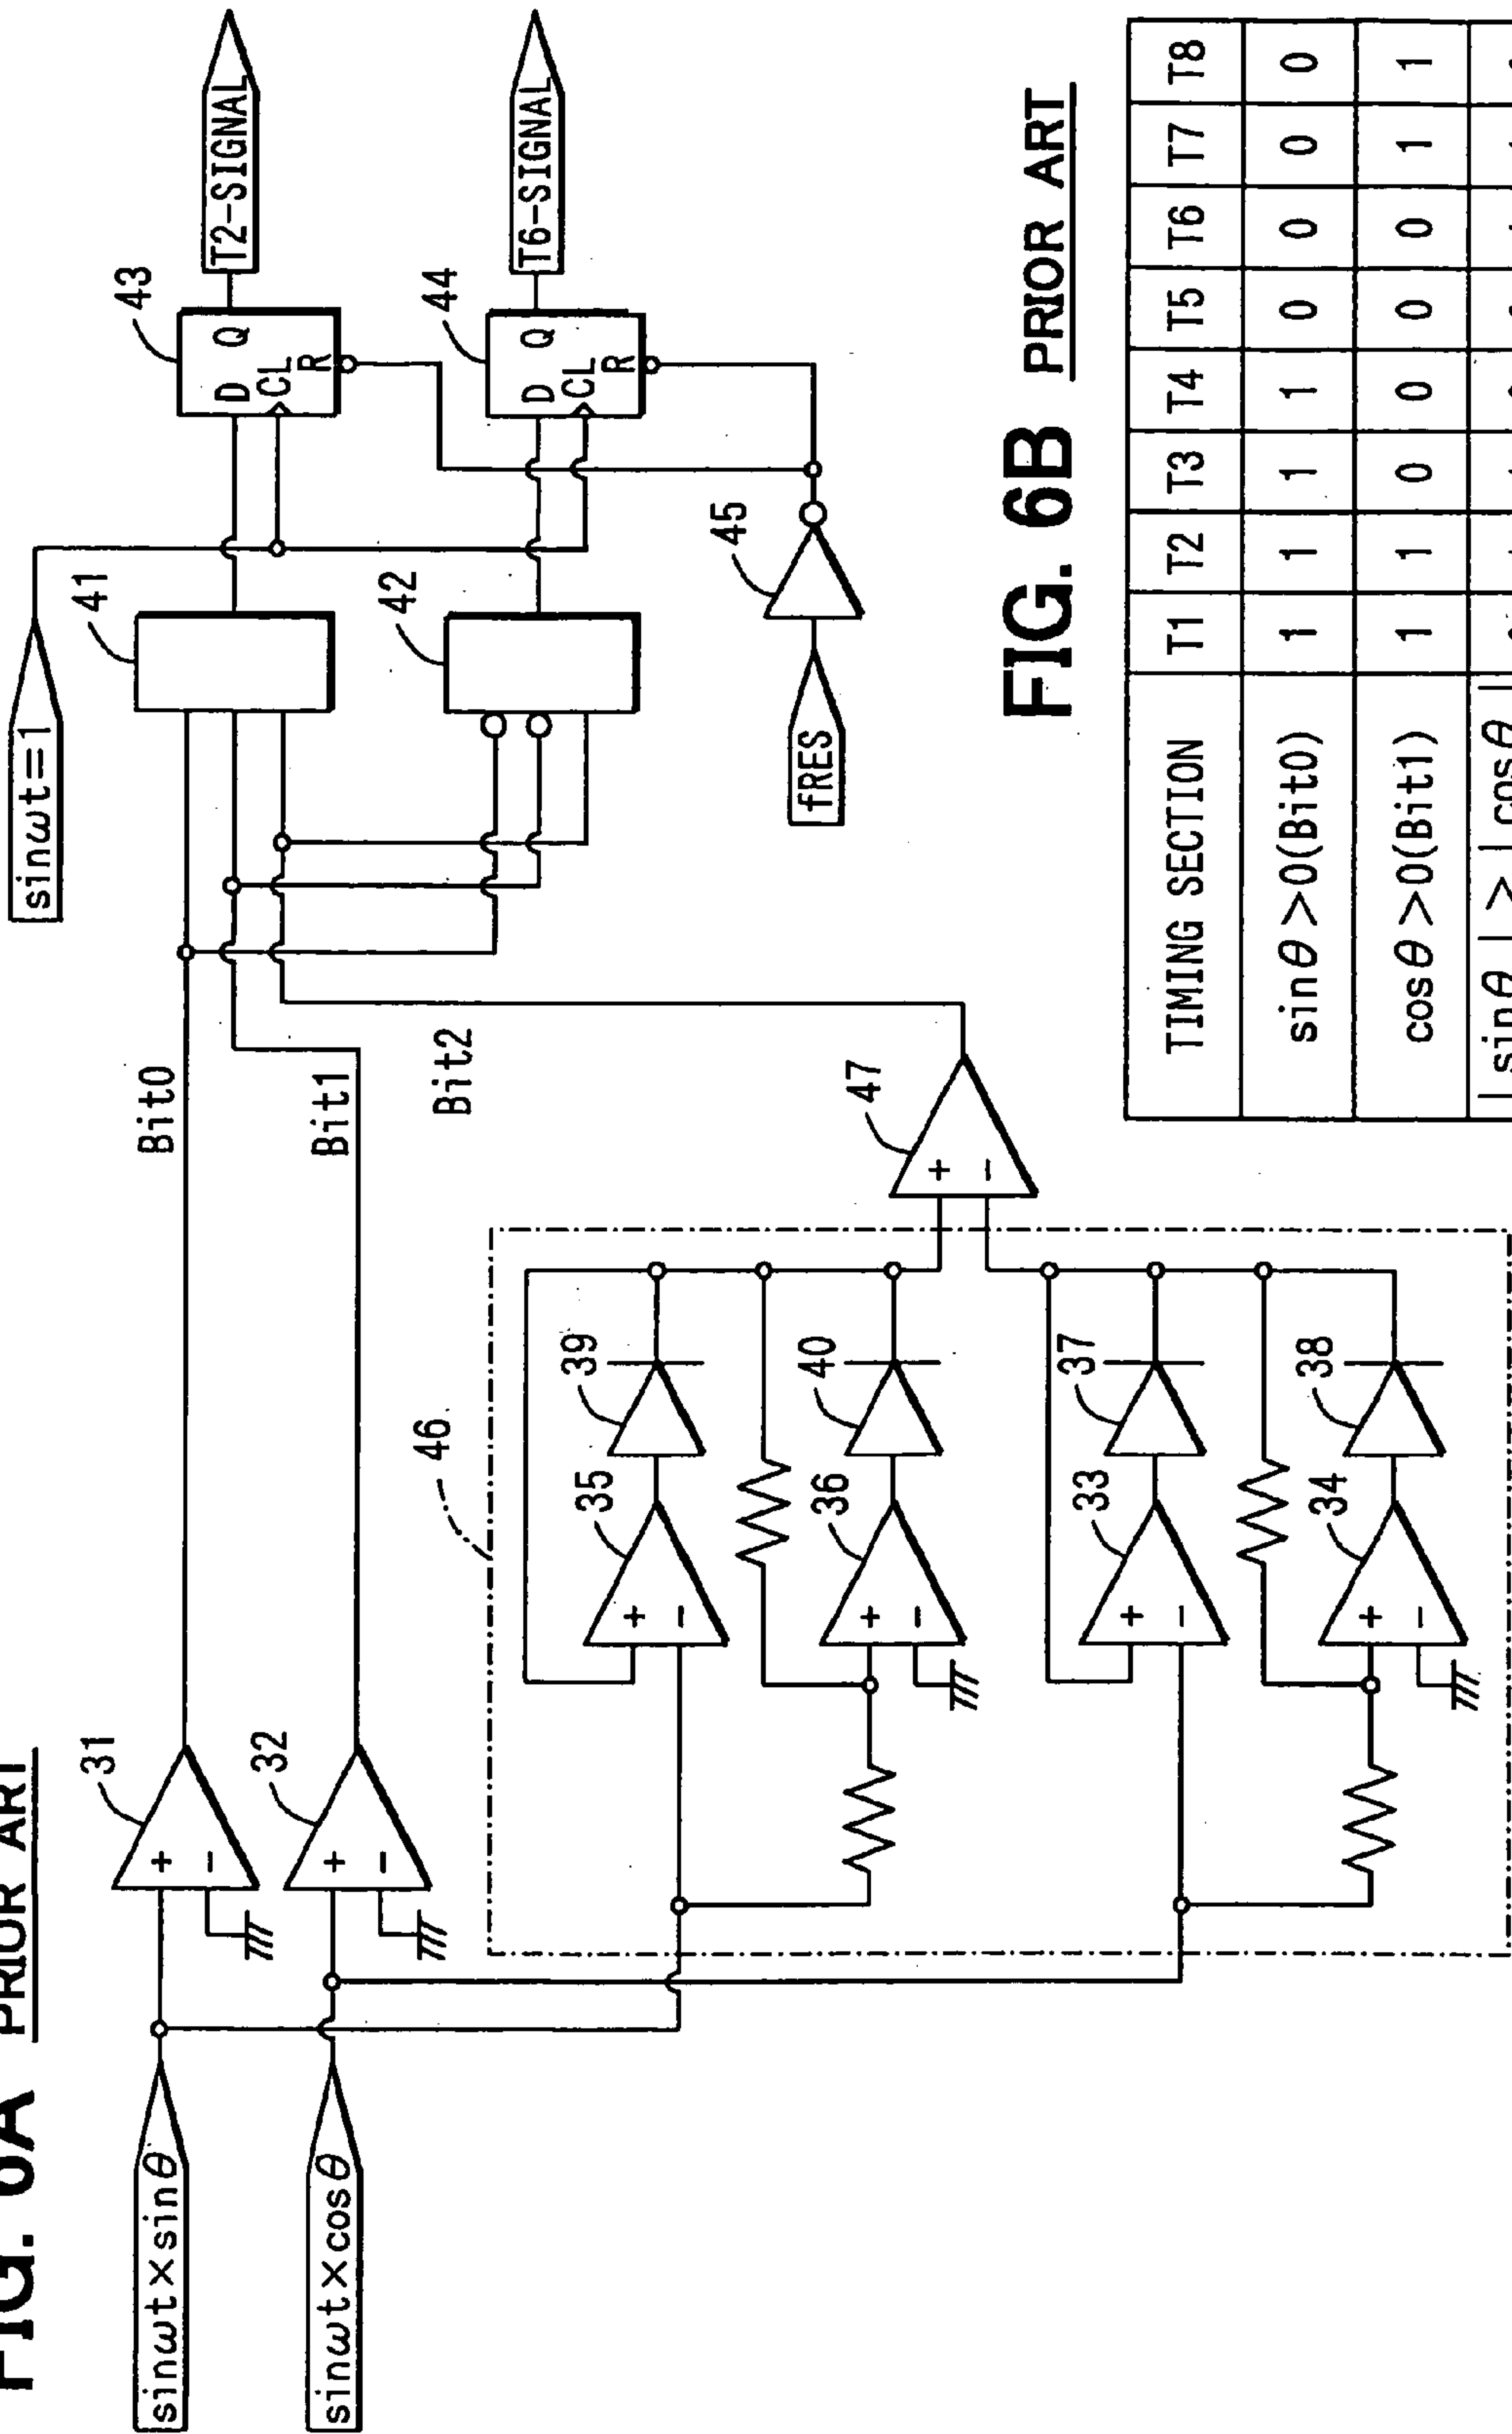 FIG. 6A PRIOR ART
sinωt×sinθ
sinωt×cosθ
31
+
−
32
+
−
Bit0
Bit1
Bit2
46
35
+
−
39
36
+
−
40
33
+
−
37
34
+
−
38
47
+
−
sinωt=1
41
42
43
D Q
CL
R
T2-SIGNAL
44
D Q
CL
R
T6-SIGNAL
45
fRES
FIG. 6B PRIOR ART
TIMING SECTION T1 T2 T3 T4 T5 T6 T7 T8
sinθ>0(Bit0) 1 1 1 1 0 0 0 0
cosθ>0(Bit1) 1 1 0 0 0 0 1 1
|sinθ|>|cosθ|